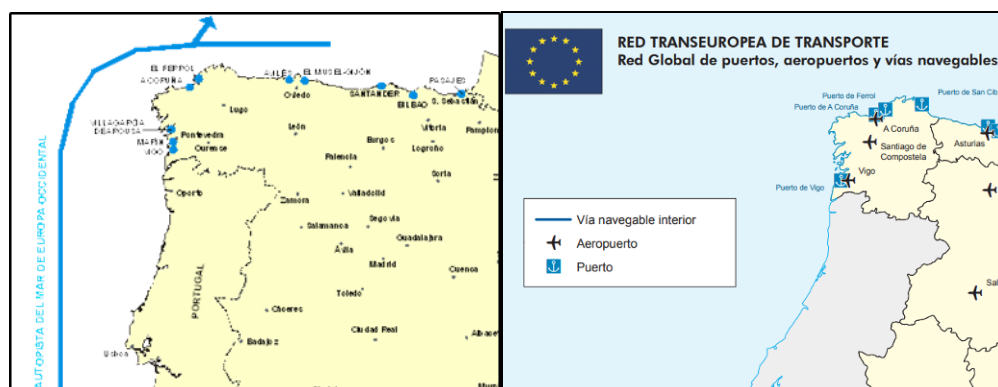 EL FERROL
A CORUÑA
AVILÉS
EL MUSEL-GIJÓN
PASAJES
Oviedo
SANTANDER
BILBAO
S. Sebastián
Lugo
VILLAGARCÍA
DE AROUSA
León
Vitoria
Pamplon
Pontevedra
MARÍN
VIGO
Ourense
Burgos
Logroño
Palencia
Soria
Oporto
Zamora
Valladolid
Salamanca
Segovia
Guadalajara
Ávila
Madrid
Cuenca
PORTUGAL
Toledo
Cáceres
Ciudad Real
Albace
Lisboa
Badajoz
AUTOPISTA DEL MAR DE EUROPA OCCIDENTAL
RED TRANSEUROPEA DE TRANSPORTE
Red Global de puertos, aeropuertos y vías navegables
Puerto de Ferrol
Puerto de San Cib
Puerto de A Coruña
A Coruña
Santiago de
Compostela
Asturias
Vigo
Puerto de Vigo
Vía navegable interior
Aeropuerto
Puerto
Sal